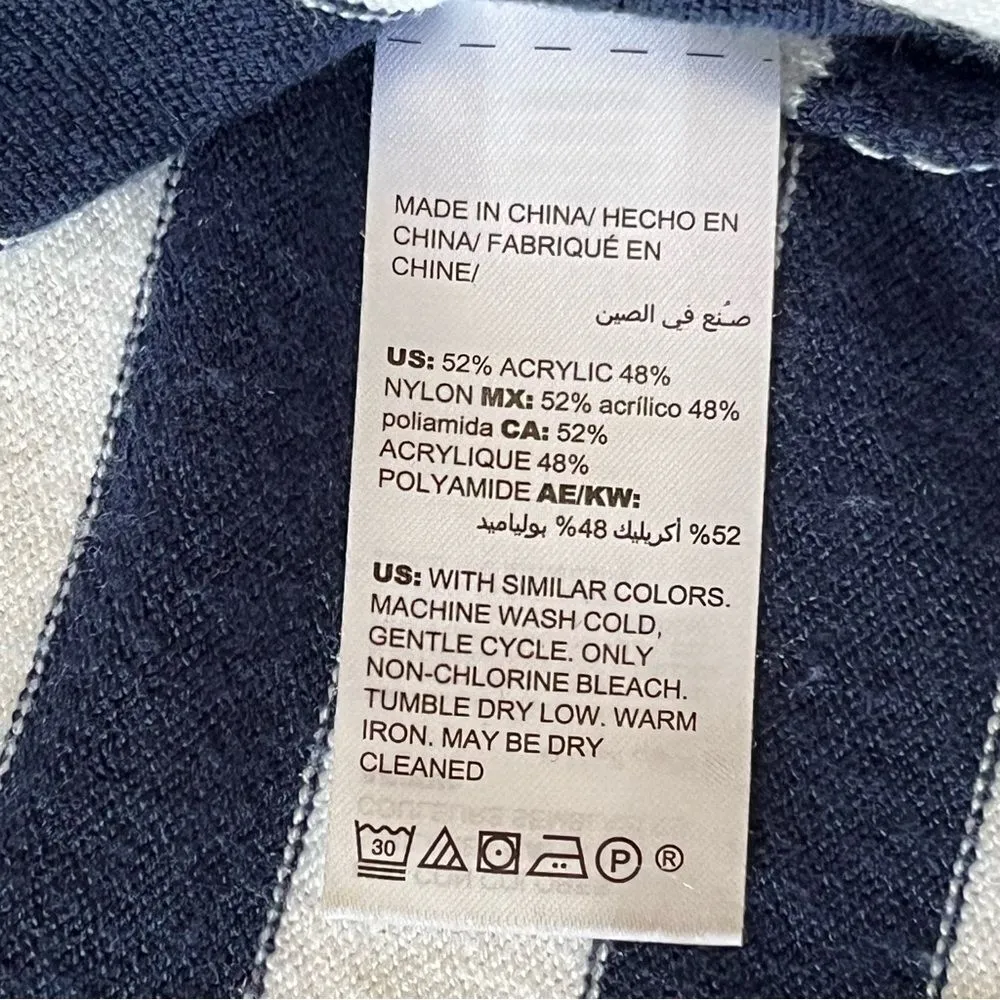 MADE IN CHINA/ HECHO EN
CHINA/ FABRIQUÉ EN
CHINE/
صُنع في الصين
US: 52% ACRYLIC 48%
NYLON MX: 52% acrílico 48%
poliamida CA: 52%
ACRYLIQUE 48%
POLYAMIDE AE/KW:
52% أكريليك 48% بولياميد
US: WITH SIMILAR COLORS.
MACHINE WASH COLD,
GENTLE CYCLE. ONLY
NON-CHLORINE BLEACH.
TUMBLE DRY LOW. WARM
IRON. MAY BE DRY
CLEANED
30 P ®